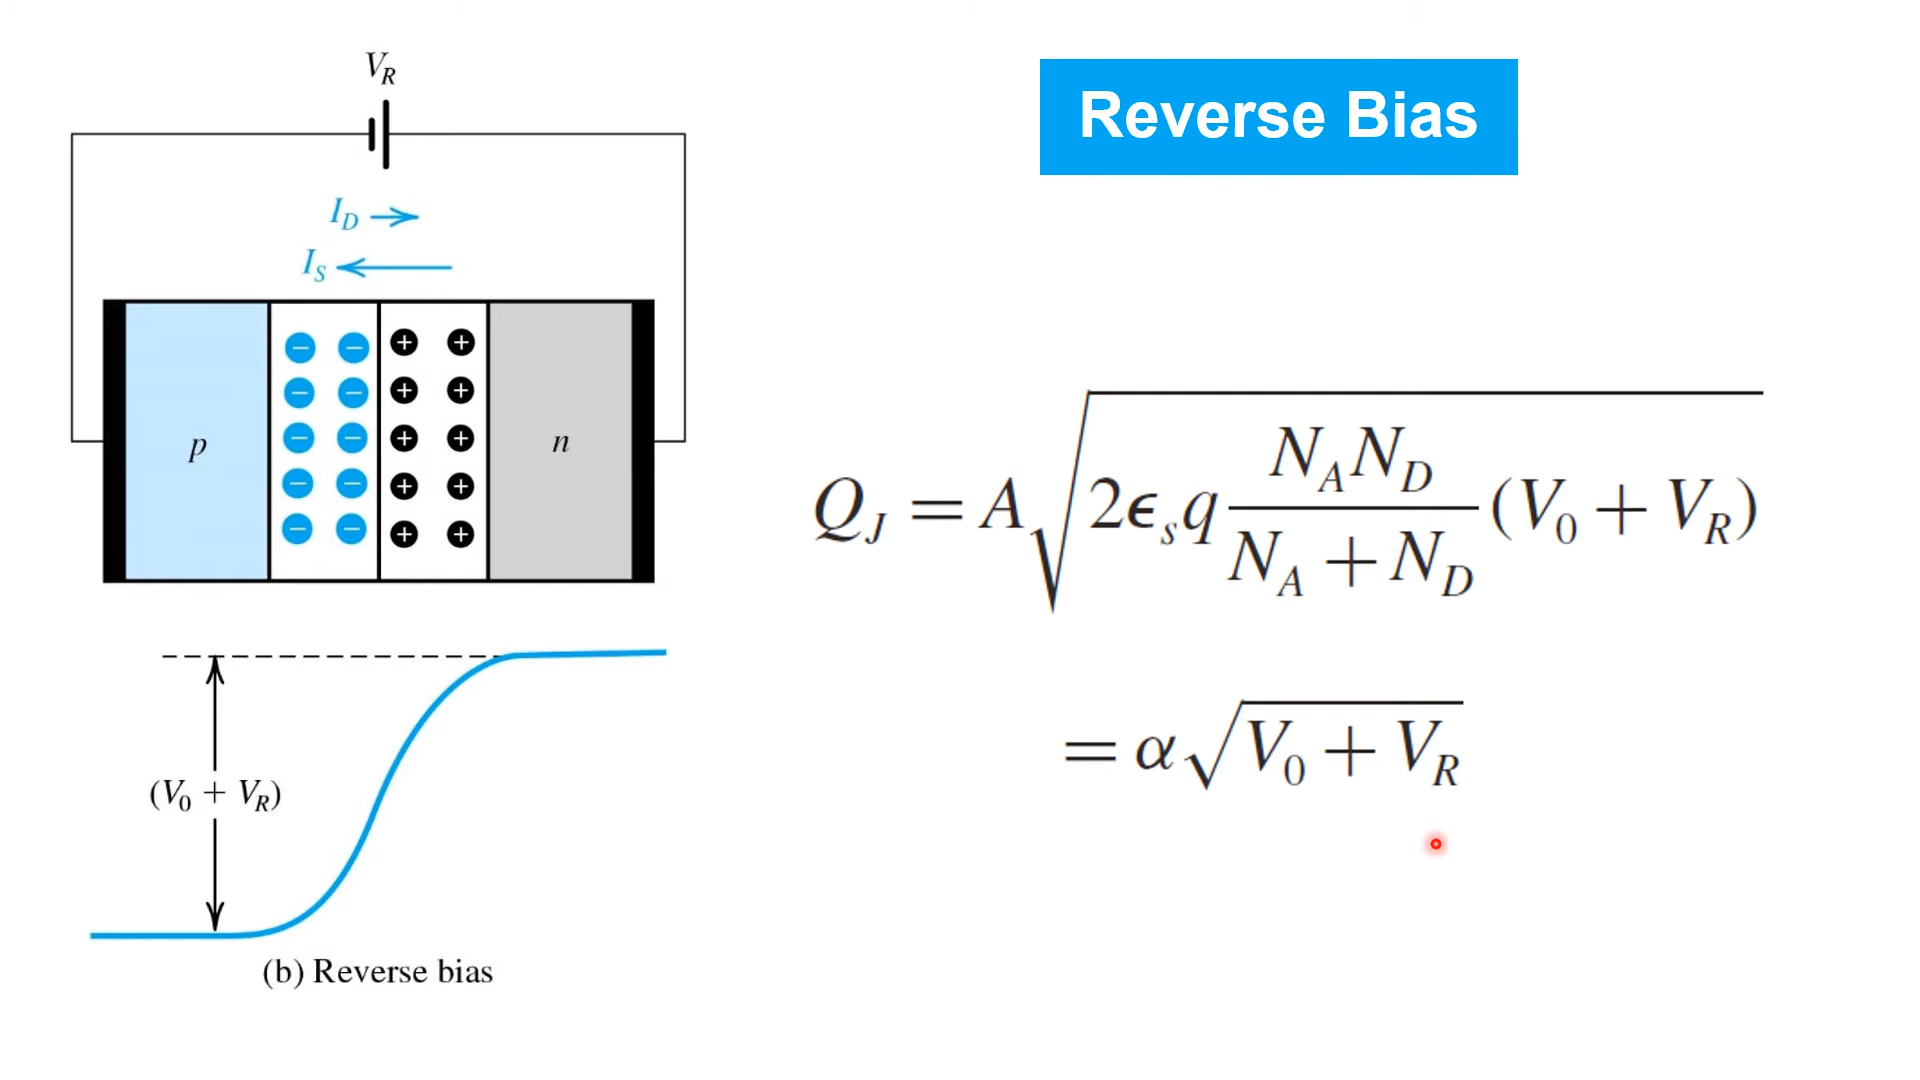 Reverse Bias
V_R
I_D
I_S
p
n
(V_0 + V_R)
(b) Reverse bias
Q_J = A√(2ϵ_s q (N_A N_D)/(N_A + N_D) (V_0 + V_R))
= α√(V_0 + V_R)